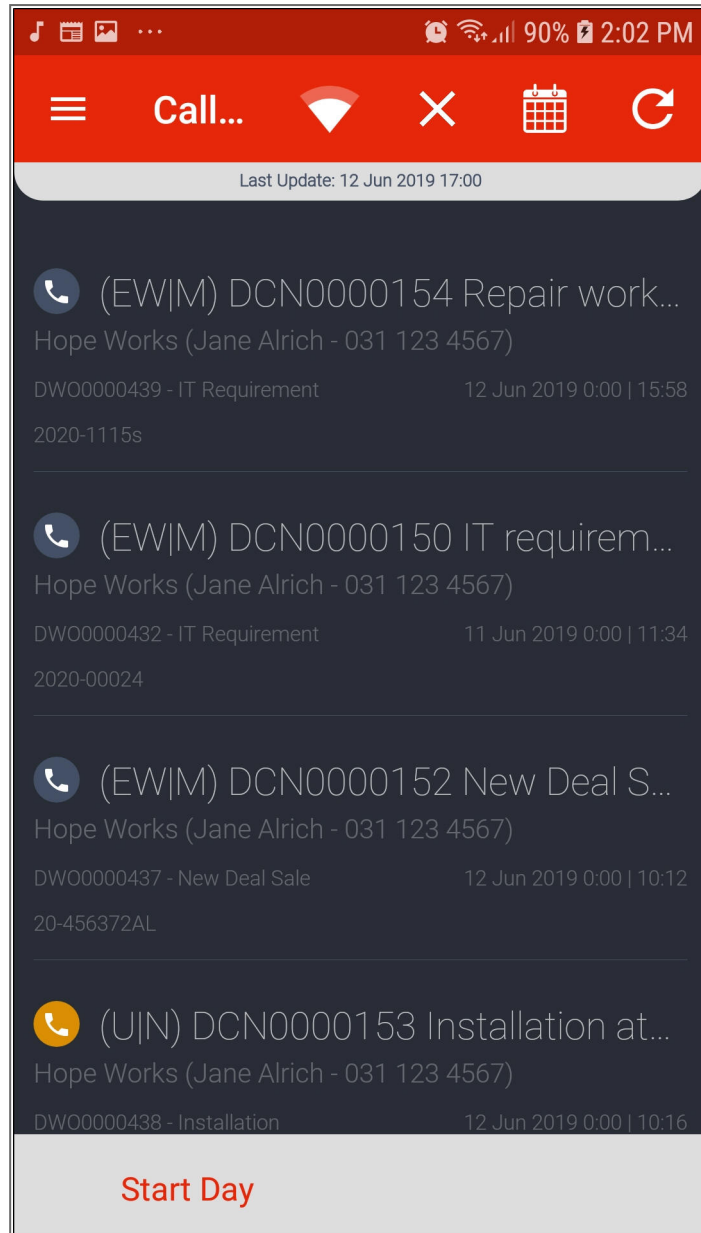 90% 2:02 PM
Call...
Last Update: 12 Jun 2019 17:00
(EW|M) DCN0000154 Repair work...
Hope Works (Jane Alrich - 031 123 4567)
DWO0000439 - IT Requirement 12 Jun 2019 0:00 | 15:58
2020-1115s
(EW|M) DCN0000150 IT requirem...
Hope Works (Jane Alrich - 031 123 4567)
DWO0000432 - IT Requirement 11 Jun 2019 0:00 | 11:34
2020-00024
(EW|M) DCN0000152 New Deal S...
Hope Works (Jane Alrich - 031 123 4567)
DWO0000437 - New Deal Sale 12 Jun 2019 0:00 | 10:12
20-456372AL
(U|N) DCN0000153 Installation at...
Hope Works (Jane Alrich - 031 123 4567)
DWO0000438 - Installation 12 Jun 2019 0:00 | 10:16
Start Day